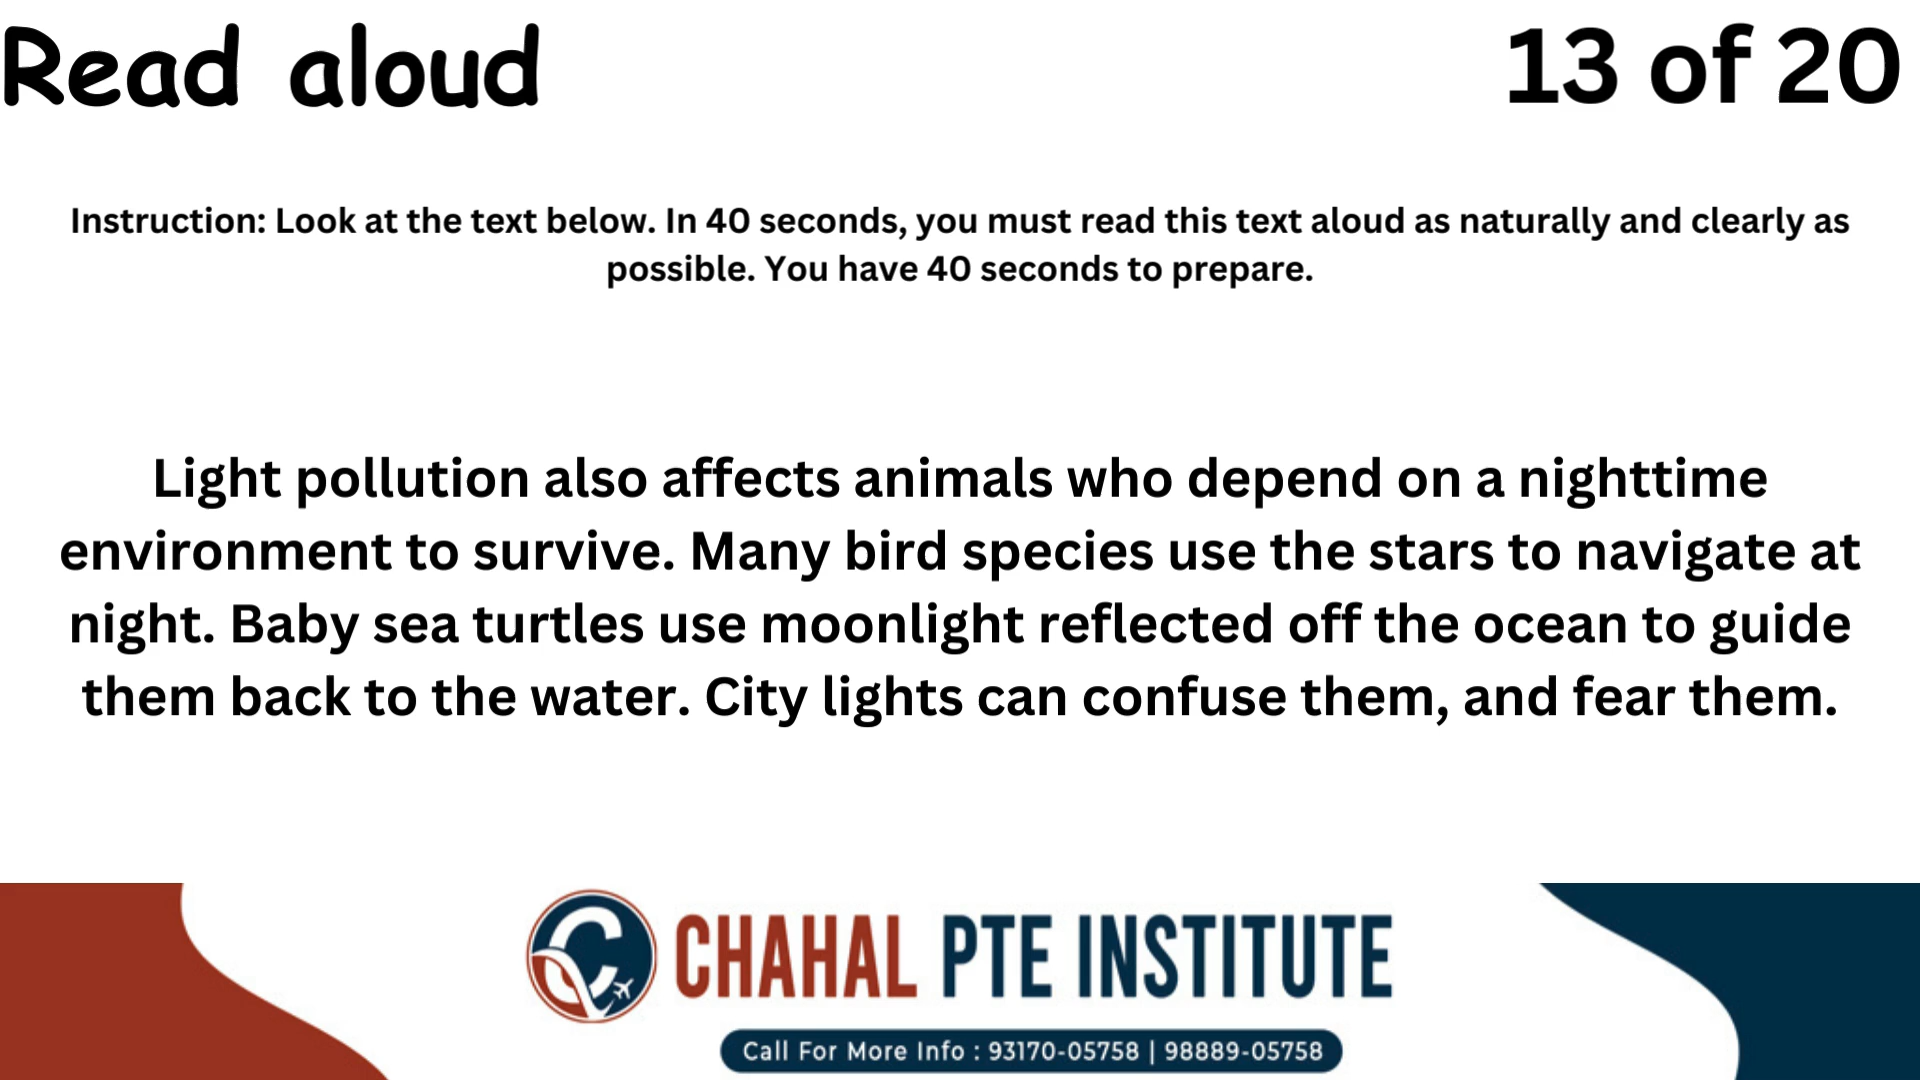 Read aloud
13 of 20
Instruction: Look at the text below. In 40 seconds, you must read this text aloud as naturally and clearly as
possible. You have 40 seconds to prepare.
Light pollution also affects animals who depend on a nighttime
environment to survive. Many bird species use the stars to navigate at
night. Baby sea turtles use moonlight reflected off the ocean to guide
them back to the water. City lights can confuse them, and fear them.
CHAHAL PTE INSTITUTE
Call For More Info : 93170-05758 | 98889-05758